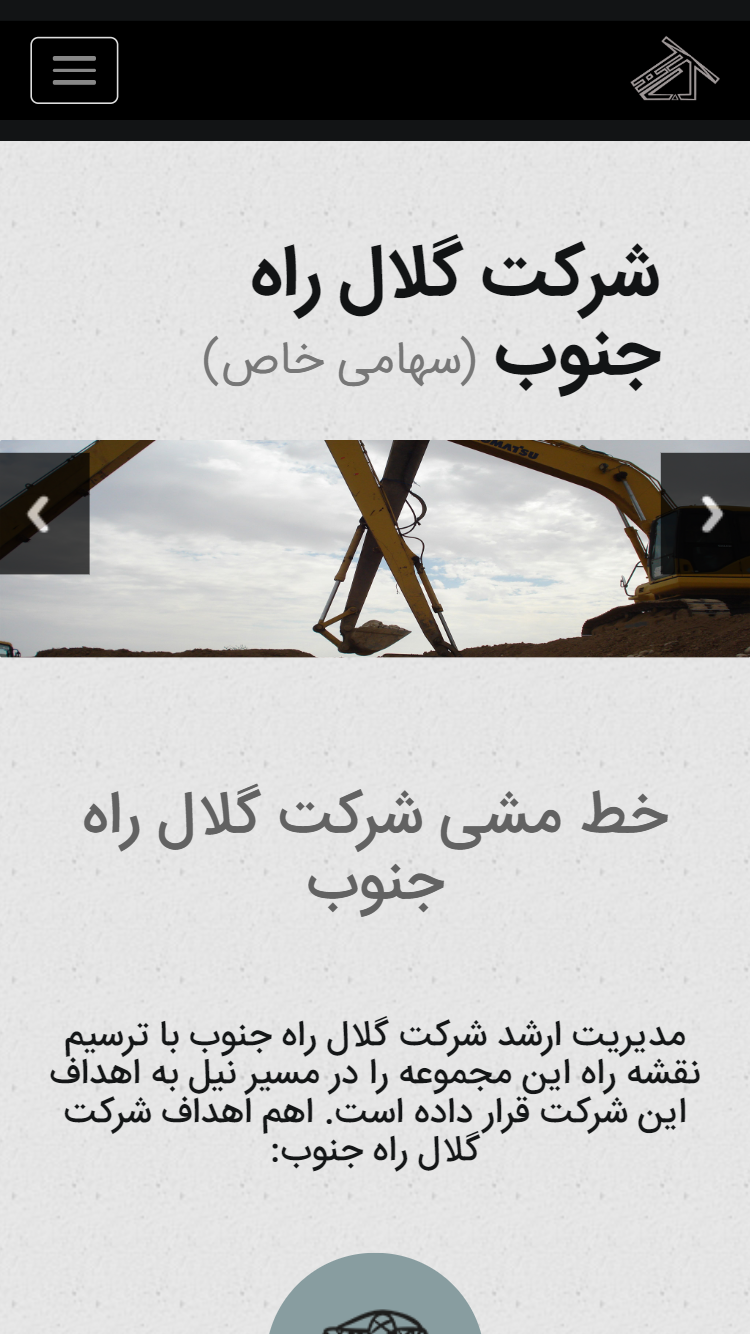 شرکت گلال راه
جنوب (سهامی خاص)
KOMATSU
خط مشی شرکت گلال راه
جنوب
مدیریت ارشد شرکت گلال راه جنوب با ترسیم
نقشه راه این مجموعه را در مسیر نیل به اهداف
این شرکت قرار داده است. اهم اهداف شرکت
گلال راه جنوب: